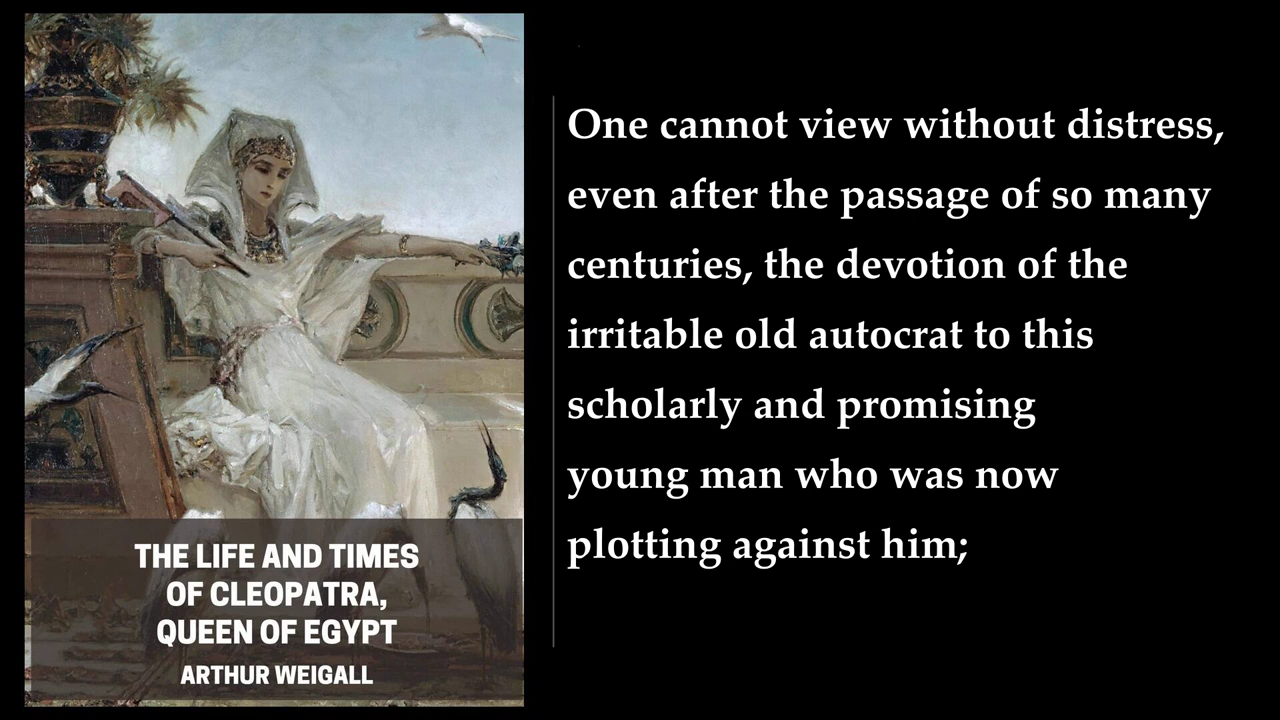 THE LIFE AND TIMES
OF CLEOPATRA,
QUEEN OF EGYPT
ARTHUR WEIGALL
One cannot view without distress,
even after the passage of so many
centuries, the devotion of the
irritable old autocrat to this
scholarly and promising
young man who was now
plotting against him;